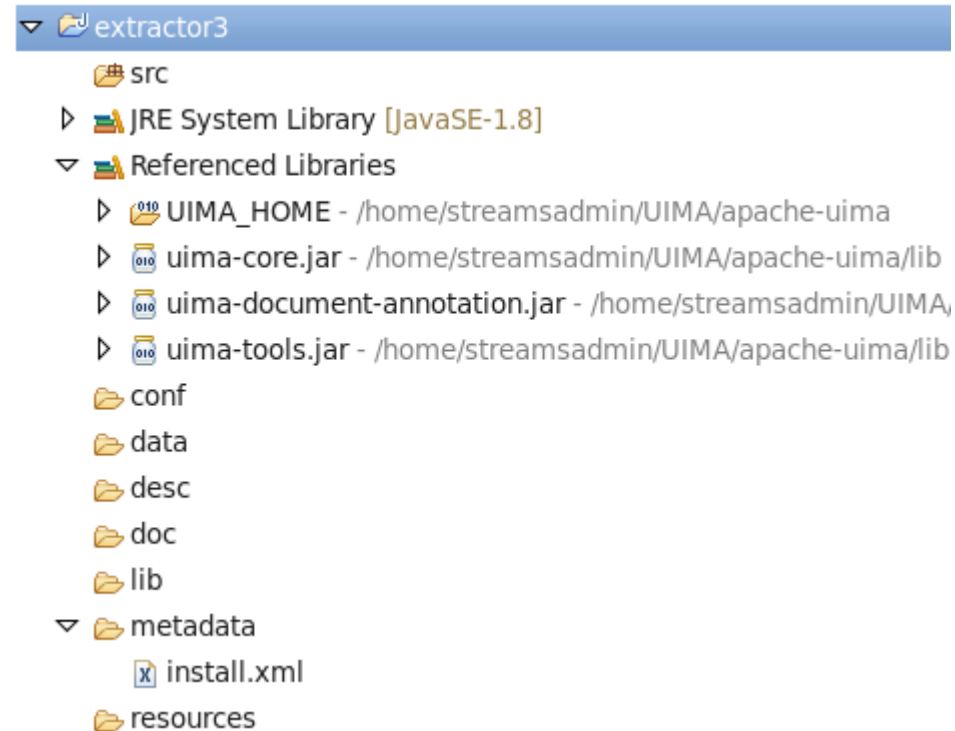 extractor3
src
JRE System Library [JavaSE-1.8]
Referenced Libraries
UIMA_HOME - /home/streamsadmin/UIMA/apache-uima
uima-core.jar - /home/streamsadmin/UIMA/apache-uima/lib
uima-document-annotation.jar - /home/streamsadmin/UIMA/
uima-tools.jar - /home/streamsadmin/UIMA/apache-uima/lib
conf
data
desc
doc
lib
metadata
install.xml
resources